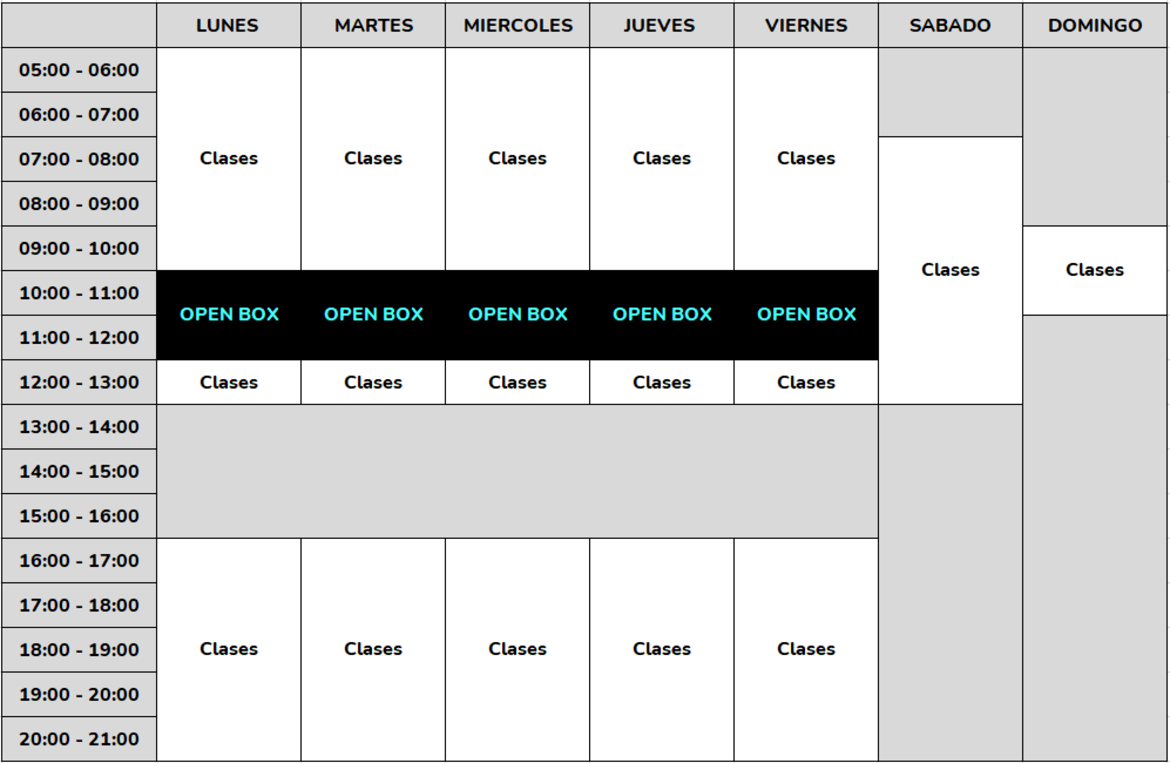 LUNES MARTES MIERCOLES JUEVES VIERNES SABADO DOMINGO
05:00 - 06:00
06:00 - 07:00
07:00 - 08:00 Clases Clases Clases Clases Clases
08:00 - 09:00
09:00 - 10:00
Clases Clases
10:00 - 11:00
OPEN BOX OPEN BOX OPEN BOX OPEN BOX OPEN BOX
11:00 - 12:00
12:00 - 13:00 Clases Clases Clases Clases Clases
13:00 - 14:00
14:00 - 15:00
15:00 - 16:00
16:00 - 17:00
17:00 - 18:00
18:00 - 19:00 Clases Clases Clases Clases Clases
19:00 - 20:00
20:00 - 21:00